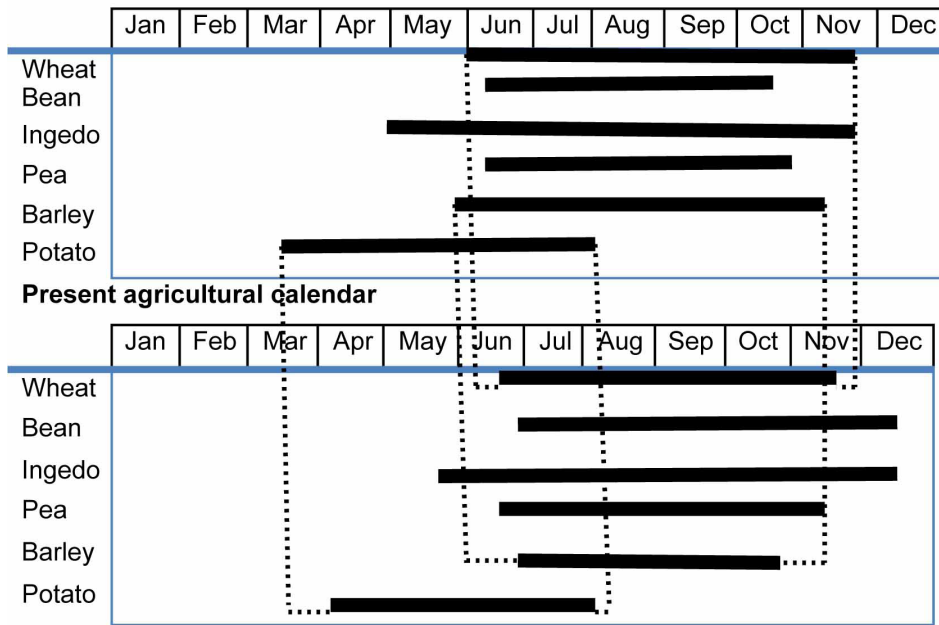 Jan Feb Mar Apr May Jun Jul Aug Sep Oct Nov Dec
Wheat
Bean
Ingedo
Pea
Barley
Potato
Present agricultural calendar
Jan Feb Mar Apr May Jun Jul Aug Sep Oct Nov Dec
Wheat
Bean
Ingedo
Pea
Barley
Potato